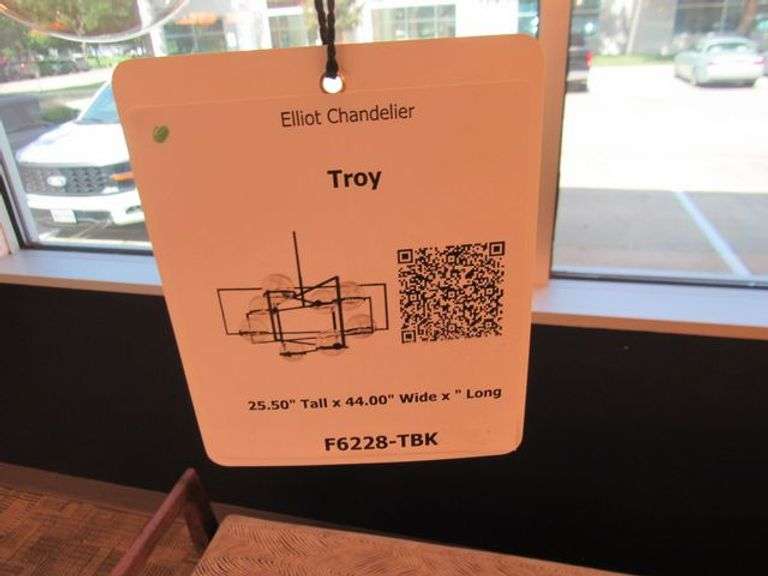 Elliot Chandelier
Troy
25.50" Tall x 44.00" Wide x " Long
F6228-TBK